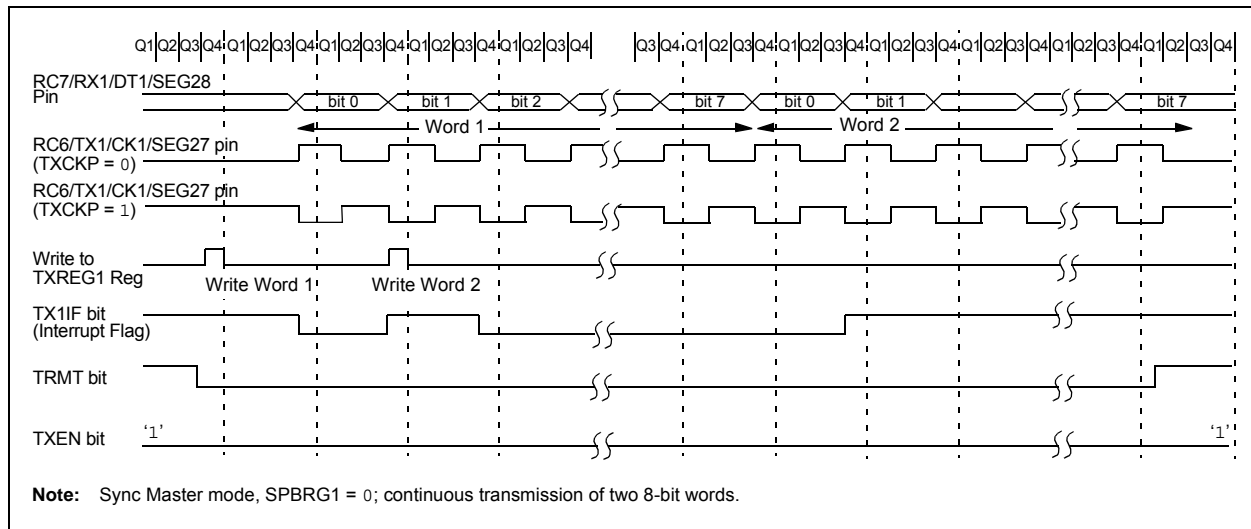 Q1 Q2 Q3 Q4 Q1 Q2 Q3 Q4 Q1 Q2 Q3 Q4 Q1 Q2 Q3 Q4 Q1 Q2 Q3 Q4 Q3 Q4 Q1 Q2 Q3 Q4 Q1 Q2 Q3 Q4 Q1 Q2 Q3 Q4 Q1 Q2 Q3 Q4 Q1 Q2 Q3 Q4 Q1 Q2 Q3 Q4
RC7/RX1/DT1/SEG28
Pin
bit 0 bit 1 bit 2 bit 7 bit 0 bit 1 bit 7
Word 1 Word 2
RC6/TX1/CK1/SEG27 pin
(TXCKP = 0)
RC6/TX1/CK1/SEG27 pin
(TXCKP = 1)
Write to
TXREG1 Reg
Write Word 1 Write Word 2
TX1IF bit
(Interrupt Flag)
TRMT bit
TXEN bit
‘1’ ‘1’
Note: Sync Master mode, SPBRG1 = 0; continuous transmission of two 8-bit words.